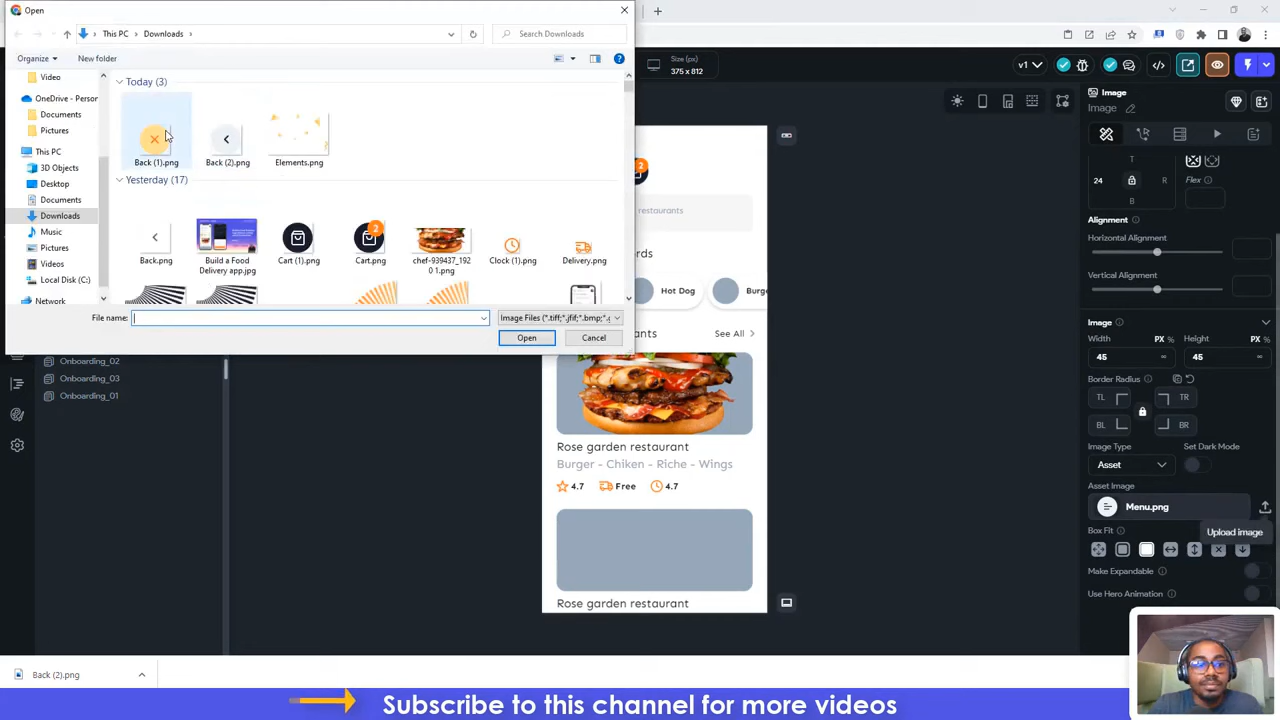 Open
This PC > Downloads >
Search Downloads
Organize
New folder
Video
OneDrive - Person
Documents
Pictures
This PC
3D Objects
Desktop
Documents
Downloads
Music
Pictures
Videos
Local Disk (C:)
Network
Today (3)
Back (1).png
Back (2).png
Elements.png
Yesterday (17)
Back.png
Build a Food Delivery app.jpg
Cart (1).png
Cart.png
chef-939437_192
0 1.png
Clock (1).png
Delivery.png
File name:
Image Files (*.tiff;*.jfif;*.bmp;*.
Open
Cancel
Size (px)
375 x 812
v1
2
restaurants
rds
Hot Dog
Burge
ants
See All
Rose garden restaurant
Burger - Chiken - Riche - Wings
4.7
Free
4.7
Rose garden restaurant
Onboarding_02
Onboarding_03
Onboarding_01
Image
Image
T
24
R
B
Flex
Alignment
Horizontal Alignment
Vertical Alignment
Image
Width
PX %
Height
PX %
45
45
Border Radius
TL
TR
BL
BR
Image Type
Set Dark Mode
Asset
Asset Image
Menu.png
Upload image
Box Fit
Make Expandable
Use Hero Animation
Back (2).png
Subscribe to this channel for more videos